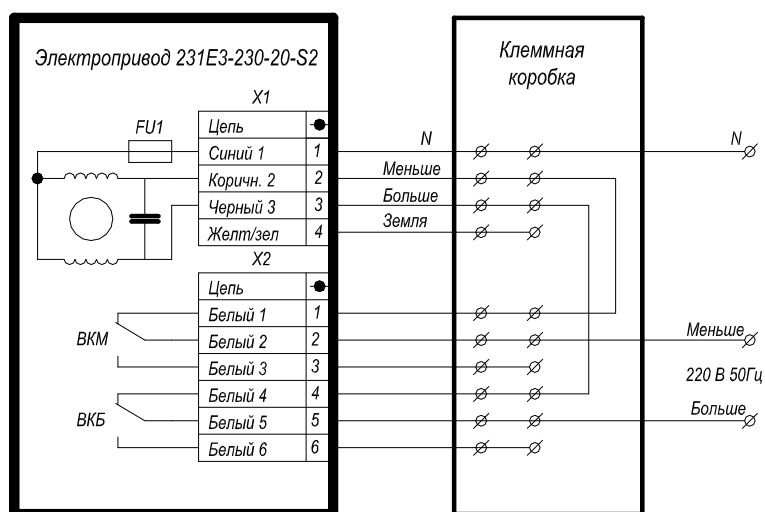 Электропривод 231ЕЗ-230-20-S2
Клеммная
коробка
X1
FU1
Цепь
N
N
Синий 1 1
Меньше
Коричн. 2 2
Больше
Черный 3 3
Земля
Желт/зел 4
X2
Цепь
Белый 1 1
ВКМ
Белый 2 2
Меньше
Белый 3 3
220 В 50Гц
Белый 4 4
ВКБ
Белый 5 5
Больше
Белый 6 6